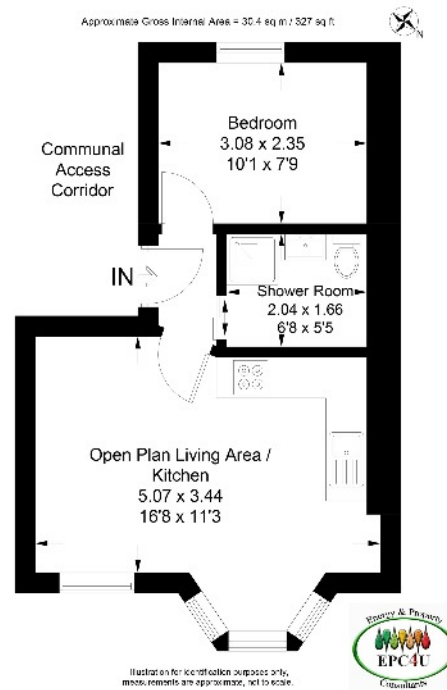 Approximate Gross Internal Area = 30.4 sq m / 327 sq ft
N
Bedroom
3.08 x 2.35
10'1 x 7'9
Communal
Access
Corridor
IN
Shower Room
2.04 x 1.66
6'8 x 5'5
Open Plan Living Area /
Kitchen
5.07 x 3.44
16'8 x 11'3
Illustration for identification purposes only,
measurements are approximate, not to scale.
Energy & Property
EPC4U
Consultants